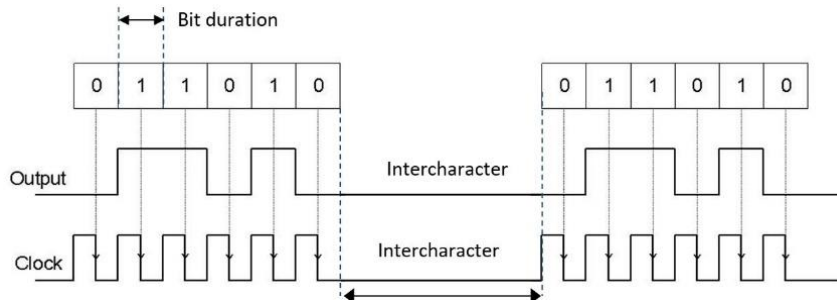 Bit duration
0 1 1 0 1 0 0 1 1 0 1 0
Output Intercharacter
Clock Intercharacter